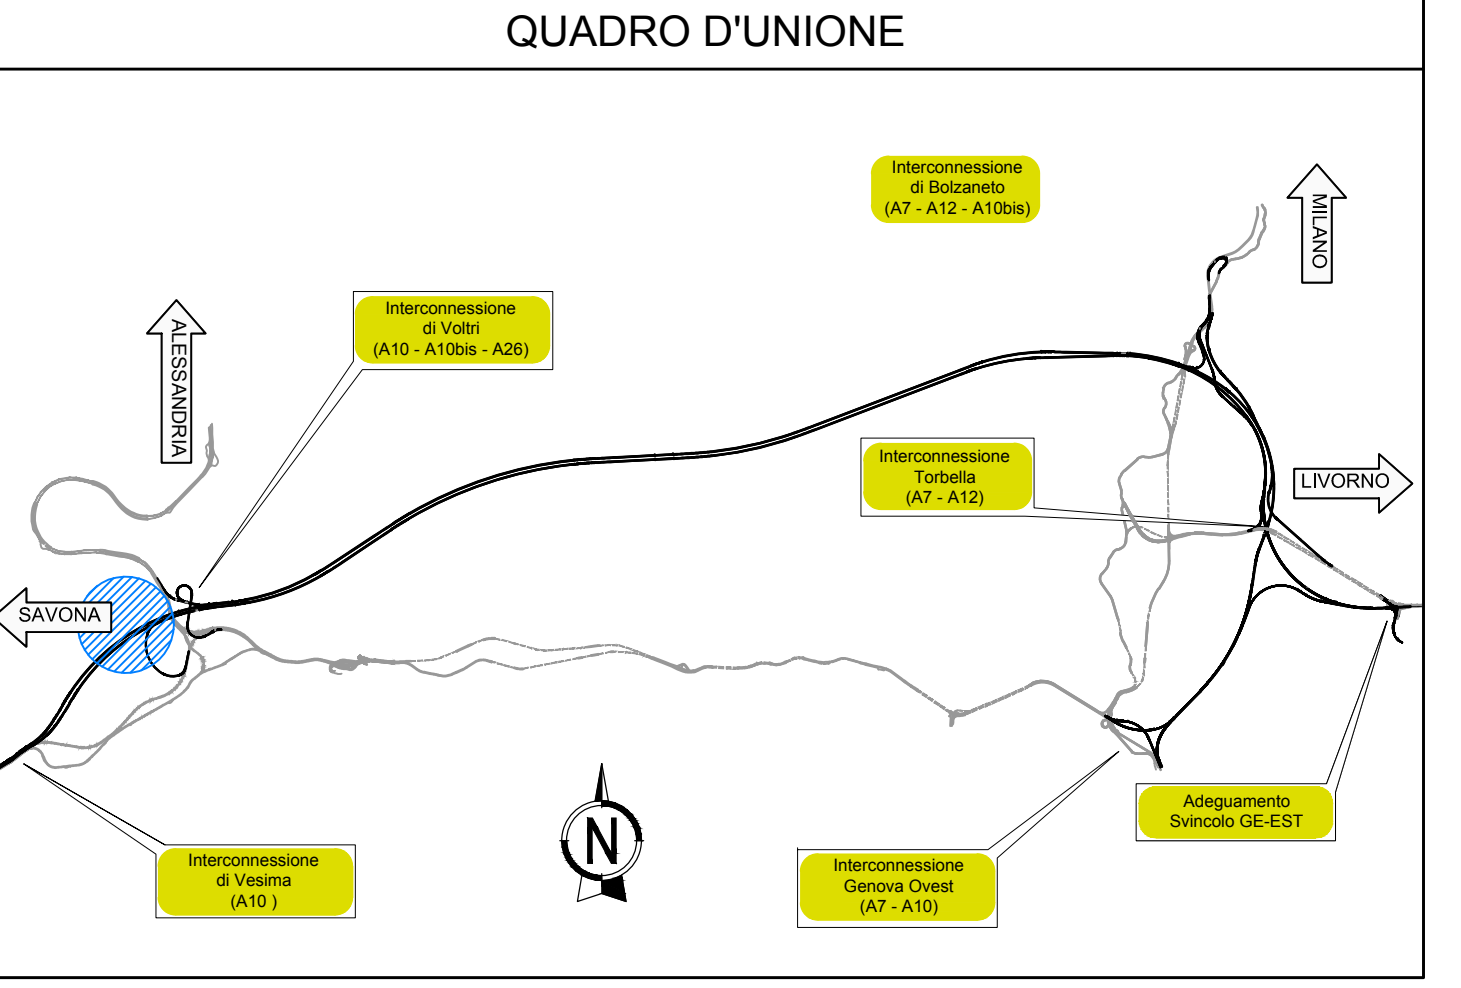 QUADRO D'UNIONE
Interconnessione
di Bolzaneto
(A7 - A12 - A10bis)
MILANO
Interconnessione
di Voltri
(A10 - A10bis - A26)
ALESSANDRIA
Interconnessione
Torbella
(A7 - A12)
LIVORNO
SAVONA
Adeguamento
Svincolo GE-EST
Interconnessione
di Vesima
(A10 )
N
Interconnessione
Genova Ovest
(A7 - A10)